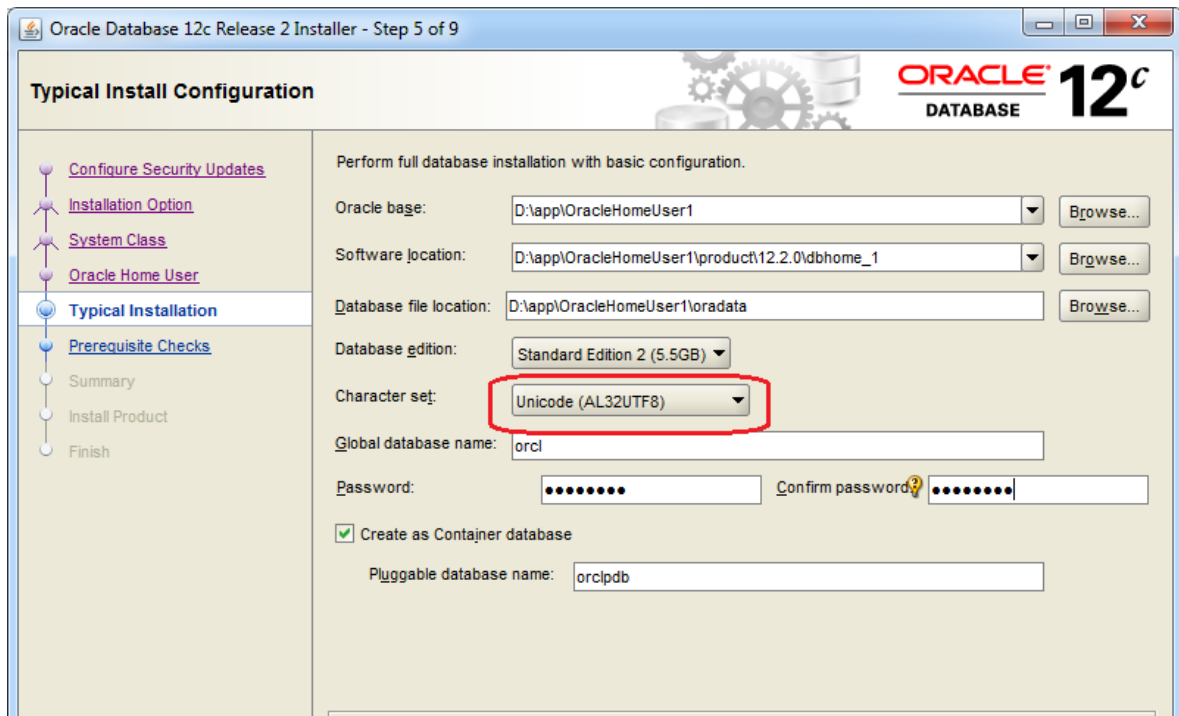 Oracle Database 12c Release 2 Installer - Step 5 of 9
Typical Install Configuration
ORACLE 12c
DATABASE
Configure Security Updates
Installation Option
System Class
Oracle Home User
Typical Installation
Prerequisite Checks
Summary
Install Product
Finish
Perform full database installation with basic configuration.
Oracle base: D:\app\OracleHomeUser1 Browse...
Software location: D:\app\OracleHomeUser1\product\12.2.0\dbhome_1 Browse...
Database file location: D:\app\OracleHomeUser1\oradata Browse...
Database edition: Standard Edition 2 (5.5GB)
Character set: Unicode (AL32UTF8)
Global database name: orcl
Password: ●●●●●●●● Confirm password: ●●●●●●●●
Create as Container database
Pluggable database name: orclpdb